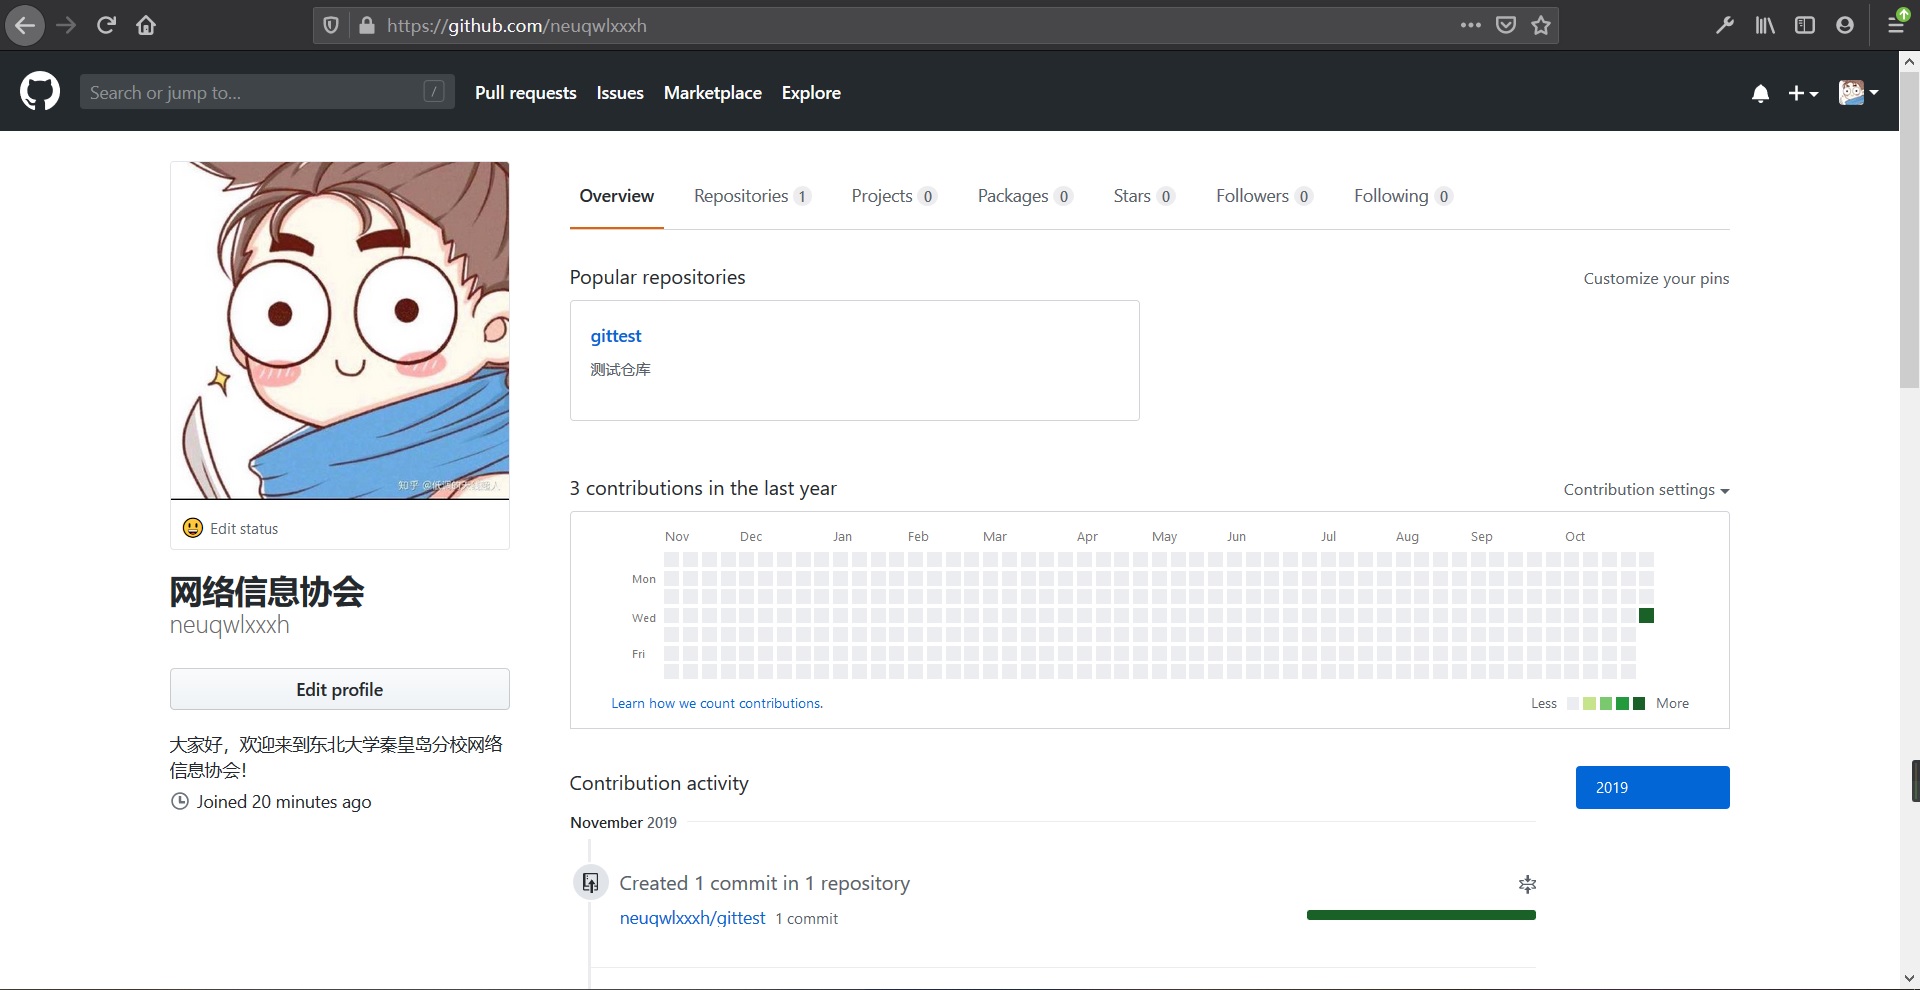 https://github.com/neuqwlxxxh
Search or jump to... /
Pull requests Issues Marketplace Explore
Overview Repositories 1 Projects 0 Packages 0 Stars 0 Followers 0 Following 0
Popular repositories
Customize your pins
gittest
测试仓库
知乎
Edit status
网络信息协会
neuqwlxxxh
Edit profile
大家好，欢迎来到东北大学秦皇岛分校网络
信息协会！
Joined 20 minutes ago
3 contributions in the last year
Contribution settings
Nov Dec Jan Feb Mar Apr May Jun Jul Aug Sep Oct
Mon
Wed
Fri
Learn how we count contributions.
Less More
Contribution activity
2019
November 2019
Created 1 commit in 1 repository
neuqwlxxxh/gittest 1 commit